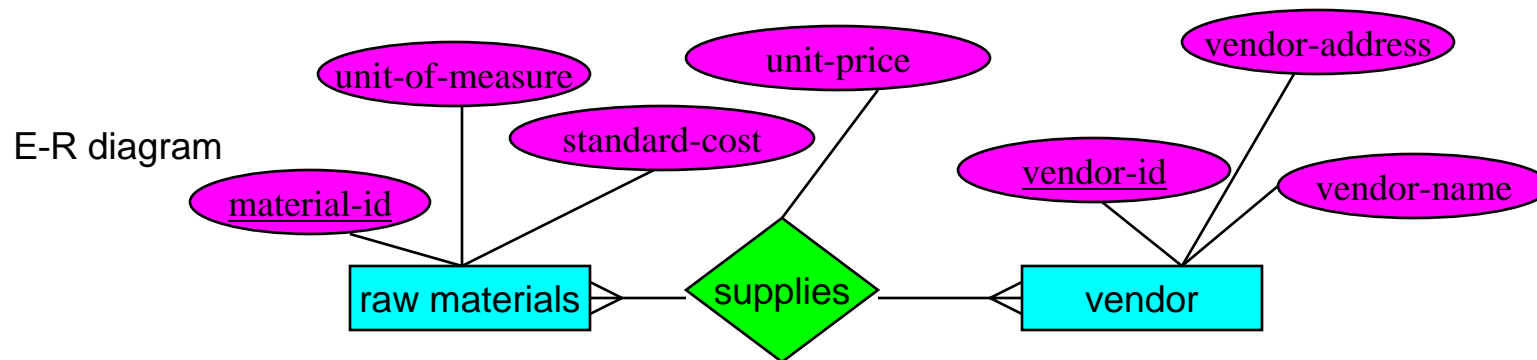 vendor-address
unit-of-measure
unit-price
E-R diagram
standard-cost
material-id
vendor-id
vendor-name
raw materials
supplies
vendor